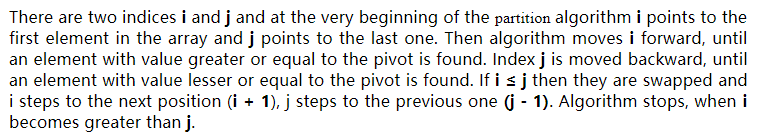 There are two indices i and j and at the very beginning of the partition algorithm i points to the
first element in the array and j points to the last one. Then algorithm moves i forward, until
an element with value greater or equal to the pivot is found. Index j is moved backward, until
an element with value lesser or equal to the pivot is found. If i ≤ j then they are swapped and
i steps to the next position (i + 1), j steps to the previous one (j - 1). Algorithm stops, when i
becomes greater than j.